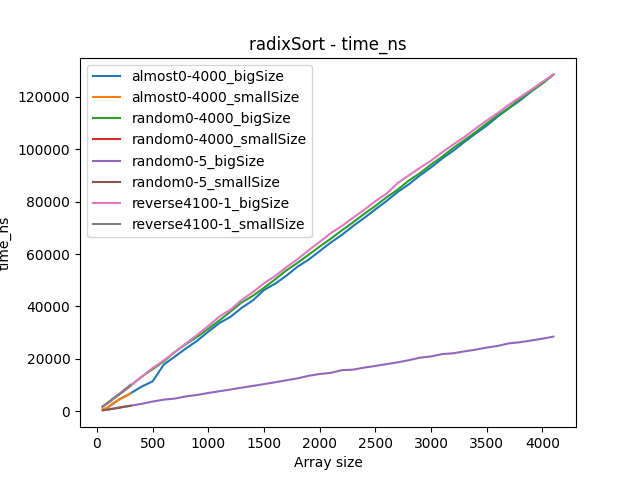 radixSort - time_ns
almost0-4000_bigSize
almost0-4000_smallSize
random0-4000_bigSize
random0-4000_smallSize
random0-5_bigSize
random0-5_smallSize
reverse4100-1_bigSize
reverse4100-1_smallSize
time_ns
120000
100000
80000
60000
40000
20000
0
0 500 1000 1500 2000 2500 3000 3500 4000
Array size